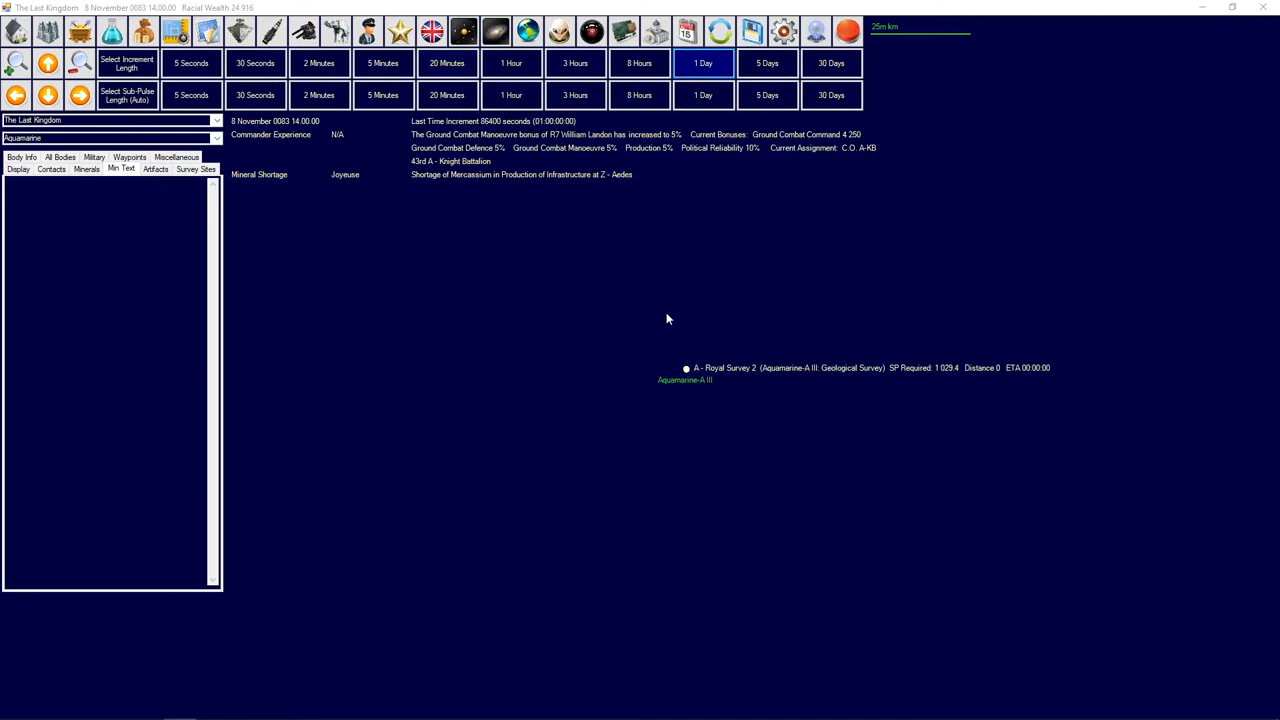 The Last Kingdom   8 November 0083 14.00.00   Racial Wealth 24 916
25m km
15
Select Increment Length
5 Seconds
30 Seconds
2 Minutes
5 Minutes
20 Minutes
1 Hour
3 Hours
8 Hours
1 Day
5 Days
30 Days
Select Sub-Pulse Length (Auto)
5 Seconds
30 Seconds
2 Minutes
5 Minutes
20 Minutes
1 Hour
3 Hours
8 Hours
1 Day
5 Days
30 Days
The Last Kingdom
Aquamarine
Body Info   All Bodies   Military   Waypoints   Miscellaneous
Display   Contacts   Minerals   Min Text   Artifacts   Survey Sites
8 November 0083 14.00.00   Last Time Increment 86400 seconds (01:00:00:00)
Commander Experience   N/A   The Ground Combat Manoeuvre bonus of R7 William Landon has increased to 5%   Current Bonuses:   Ground Combat Command 4 250
Ground Combat Defence 5%   Ground Combat Manoeuvre 5%   Production 5%   Political Reliability 10%   Current Assignment:   C.O. A-KB
43rd A - Knight Battalion
Mineral Shortage   Joyeuse   Shortage of Mercassium in Production of Infrastructure at Z - Aedes
A - Royal Survey 2  (Aquamarine-A III: Geological Survey)  SP Required: 1 029.4   Distance 0   ETA 00:00:00
Aquamarine-A III